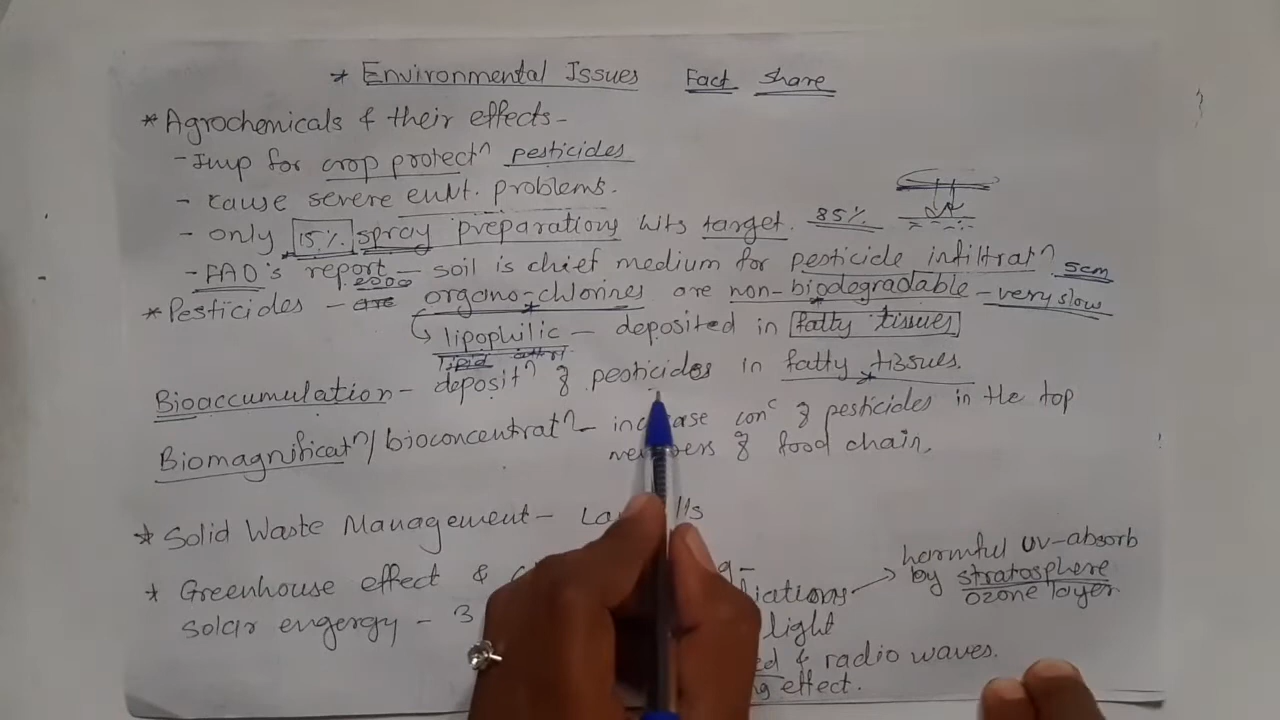 * Environmental Issues Fact Share
* Agrochemicals & their effects-
- Imp for crop protectⁿ pesticides
- cause severe envt. problems.
- only 15% spray preparations hits target. 85%
- FAO's report - soil is chief medium for pesticide infiltratⁿ 5cm
2000
* Pesticides - are organo-chlorines are non-biodegradable - very slow
lipophilic - deposited in fatty tissues
lipid
Bioaccumulation - depositⁿ of pesticides in fatty tissues.
Biomagnificatⁿ/bioconcentratⁿ - increase conᶜ of pesticides in the top
of food chain.
* Solid Waste Management -
* Greenhouse effect &
harmful UV-absorb
by stratosphere
ozone layer
solar engergy - 3
light
& radio waves.
effect.